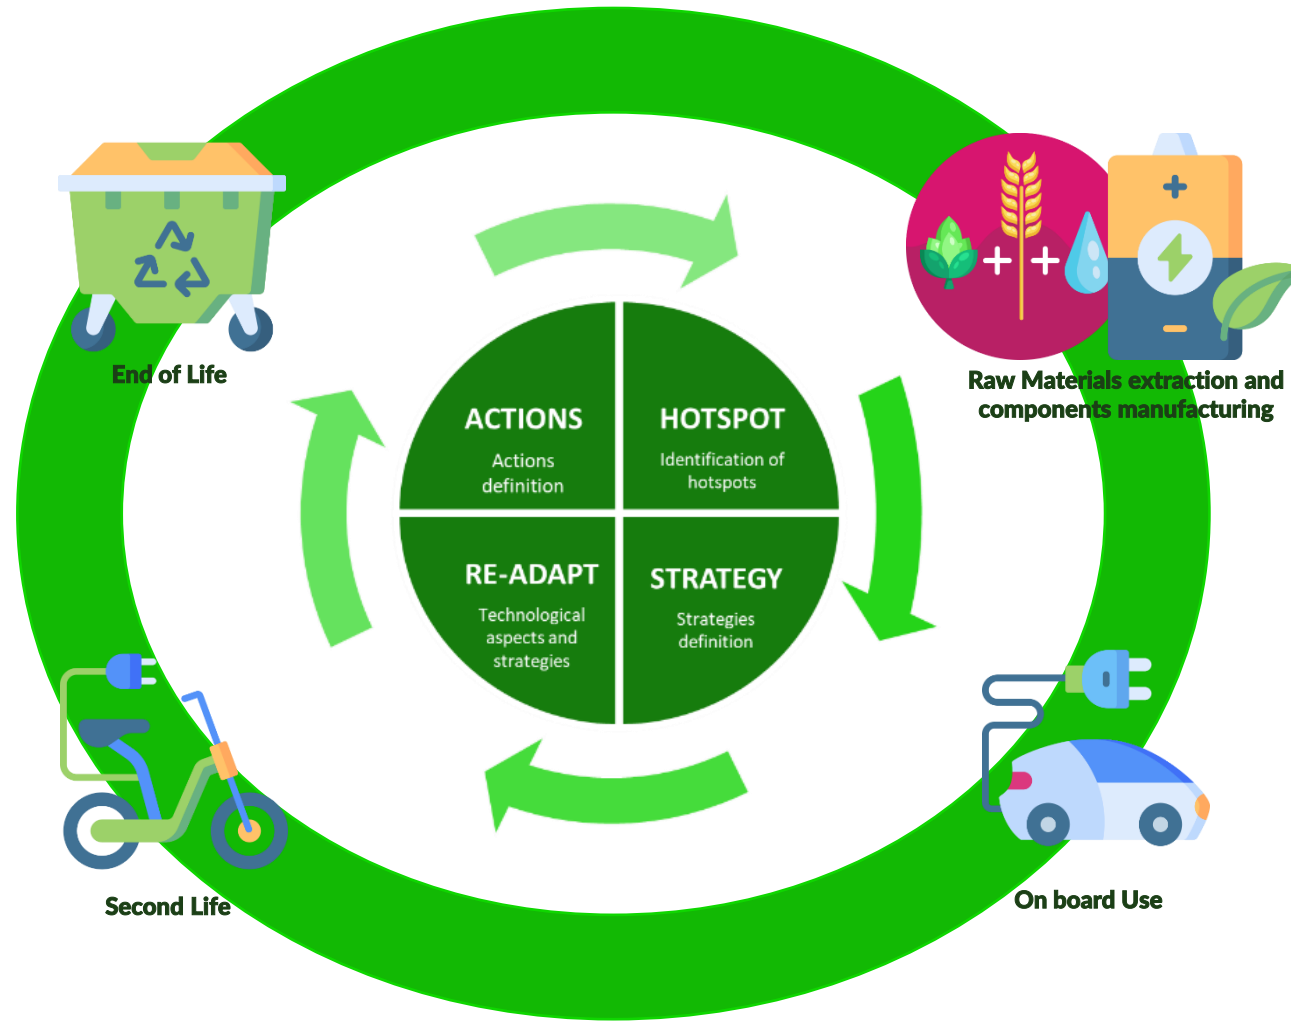 End of Life
Raw Materials extraction and
components manufacturing
ACTIONS
Actions
definition
HOTSPOT
Identification of
hotspots
RE-ADAPT
Technological
aspects and
strategies
STRATEGY
Strategies
definition
Second Life
On board Use